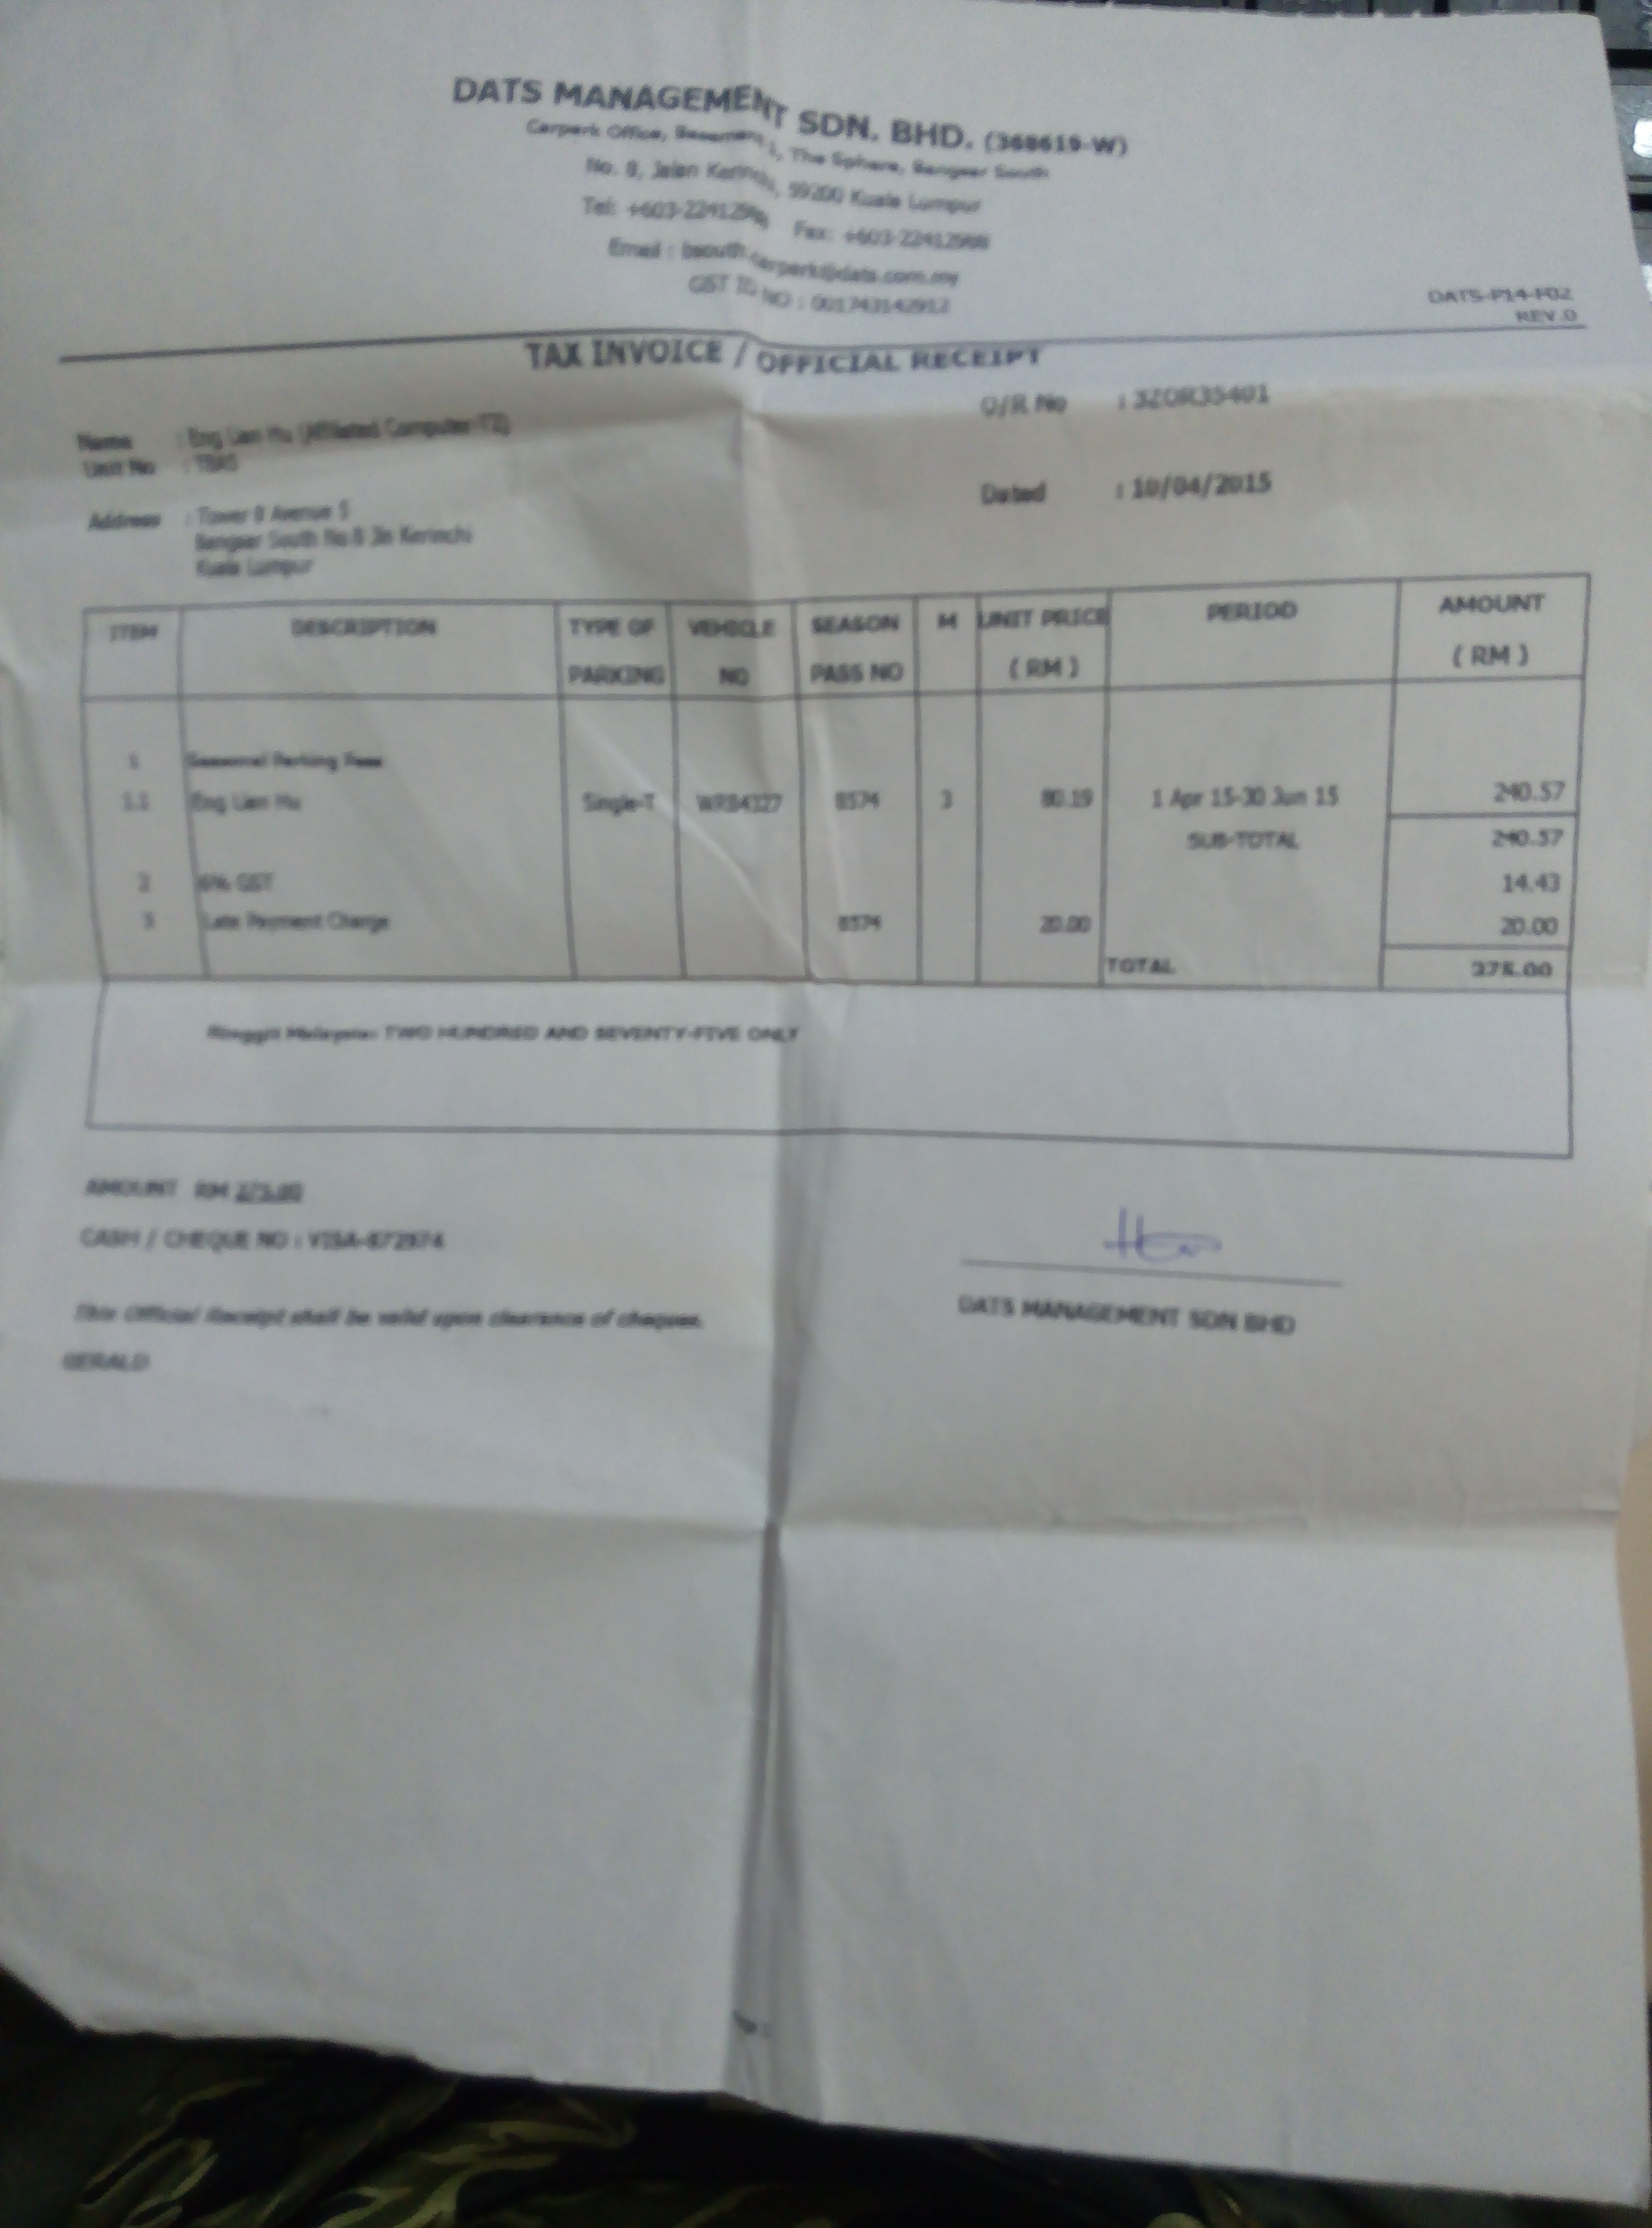 DATS MANAGEMENT SDN. BHD. (368619-W)
Carpark Office, Basement 1, The Sphere, Bangsar South
No. 8, Jalan Kerinchi, 59200 Kuala Lumpur
Tel: +603-22412988 Fax: +603-22412988
Email : bsouth.carpark@dats.com.my
GST ID NO : 001743142912
DATS-P14-F02
REV.0
TAX INVOICE / OFFICIAL RECEIPT
O/R No : 3ZOR35401
Name : Eng Lian Hu (Affiliated Computer-T2)
Unit No :
Dated : 10/04/2015
Address : Tower 8 Avenue 5
Bangsar South No 8 Jln Kerinchi
Kuala Lumpur
ITEM DESCRIPTION TYPE OF PARKING VEHICLE NO SEASON PASS NO M UNIT PRICE (RM) PERIOD AMOUNT (RM)
1 Seasonal Parking Fees
1.1 Eng Lian Hu Single-T 8574 3 80.19 1 Apr 15-30 Jun 15 240.57
SUB-TOTAL 240.57
2 6% GST 14.43
3 Late Payment Charge 8574 20.00 20.00
TOTAL 275.00
Ringgit Malaysia: TWO HUNDRED AND SEVENTY-FIVE ONLY
AMOUNT RM 275.00
CASH / CHEQUE NO : VISA-672974
This Official Receipt shall be valid upon clearance of cheques.
DATS MANAGEMENT SDN BHD
GERALD